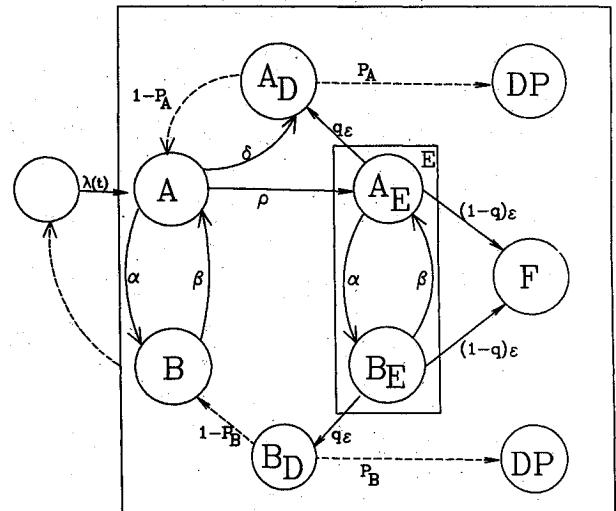 A_D
P_A
DP
1-P_A
qε
E
δ
λ(t)
A
ρ
A_E
(1-q)ε
α
β
α
β
F
B
B_E
(1-q)ε
1-P_B
qε
B_D
P_B
DP